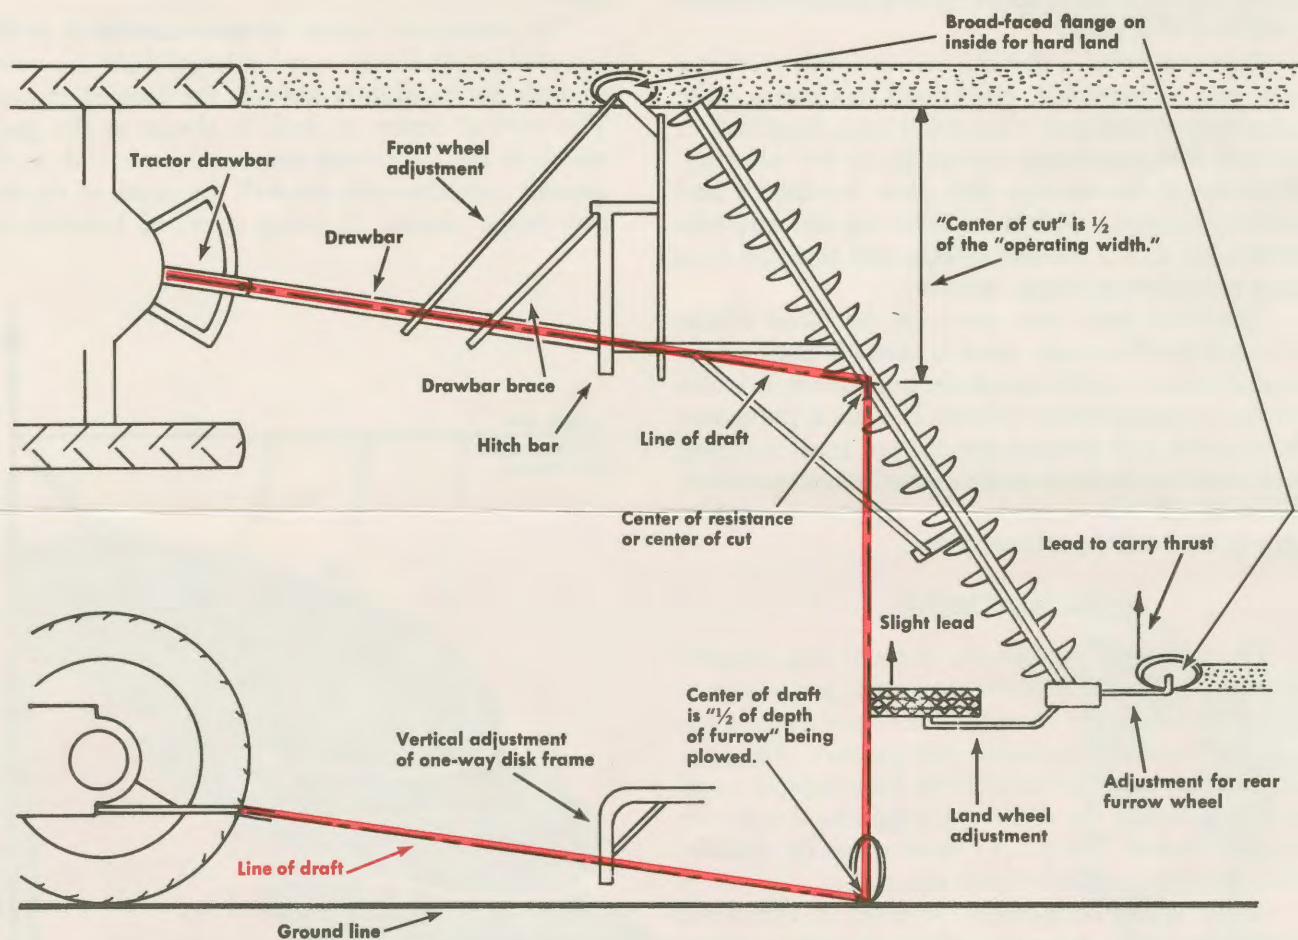 Broad-faced flange on
inside for hard land
Tractor drawbar
Front wheel
adjustment
Drawbar
"Center of cut" is ½
of the "operating width."
Drawbar brace
Hitch bar
Line of draft
Center of resistance
or center of cut
Lead to carry thrust
Slight lead
Center of draft
is "½ of depth
of furrow" being
plowed.
Vertical adjustment
of one-way disk frame
Land wheel
adjustment
Adjustment for rear
furrow wheel
Line of draft
Ground line